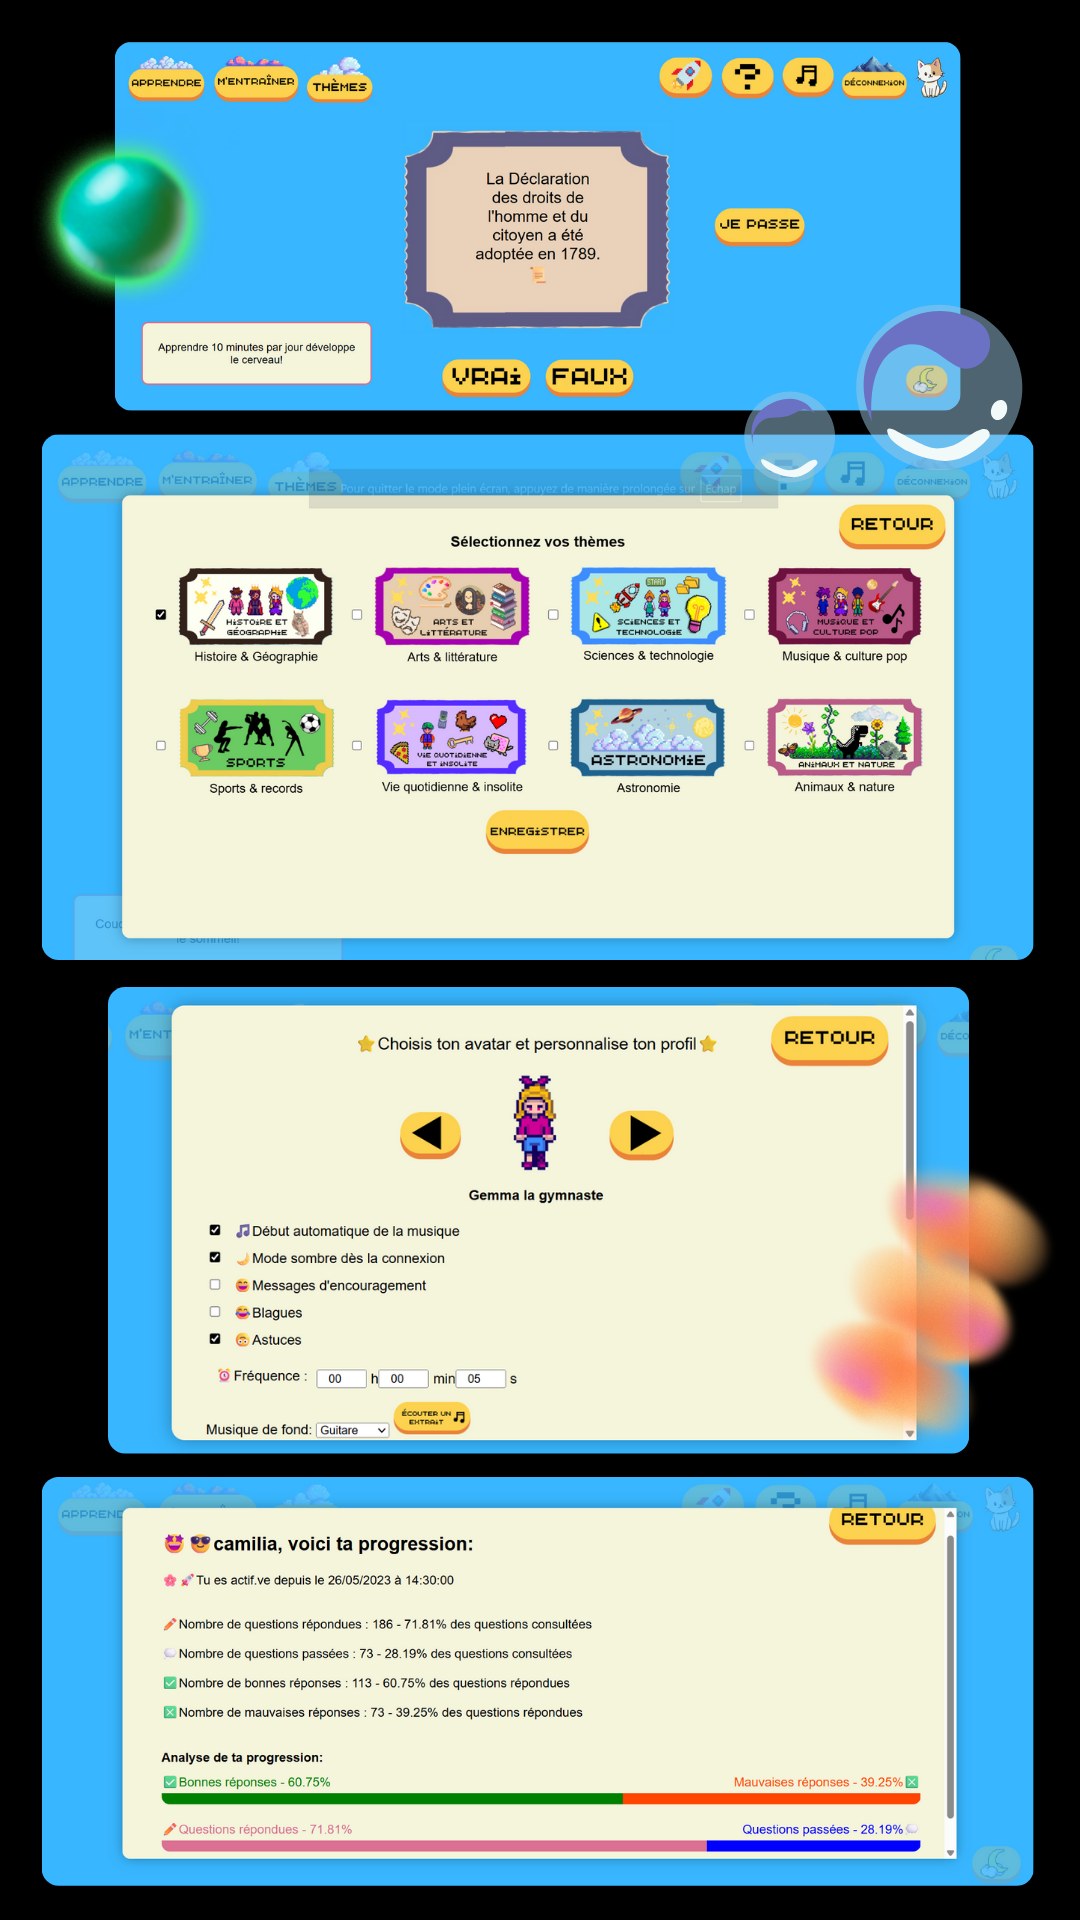 APPRENDRE
M'ENTRAÎNER
THÈMES
DÉCONNEXION
La Déclaration
des droits de
l'homme et du
citoyen a été
adoptée en 1789.
JE PASSE
Apprendre 10 minutes par jour développe
le cerveau!
VRAI
FAUX
APPRENDRE
M'ENTRAÎNER
THÈMES
DÉCONNEXION
Pour quitter le mode plein écran, appuyez de manière prolongée sur Échap
RETOUR
Sélectionnez vos thèmes
HISTOIRE ET
GÉOGRAPHIE
Histoire & Géographie
ARTS ET
LITTÉRATURE
Arts & littérature
START
SCIENCES ET
TECHNOLOGIE
Sciences & technologie
MUSIQUE ET
CULTURE POP
Musique & culture pop
SPORTS
Sports & records
VIE QUOTIDIENNE
ET INSOLITE
Vie quotidienne & insolite
ASTRONOMIE
Astronomie
ANIMAUX ET NATURE
Animaux & nature
ENREGISTRER
Couc
le sommeil!
M'ENT
DÉCO
RETOUR
Choisis ton avatar et personnalise ton profil
Gemma la gymnaste
Début automatique de la musique
Mode sombre dès la connexion
Messages d'encouragement
Blagues
Astuces
Fréquence : 00 h 00 min 05 s
Musique de fond: Guitare
ÉCOUTER UN
EXTRAIT
APPREND
ON
RETOUR
camilia, voici ta progression:
Tu es actif.ve depuis le 26/05/2023 à 14:30:00
Nombre de questions répondues : 186 - 71.81% des questions consultées
Nombre de questions passées : 73 - 28.19% des questions consultées
Nombre de bonnes réponses : 113 - 60.75% des questions répondues
Nombre de mauvaises réponses : 73 - 39.25% des questions répondues
Analyse de ta progression:
Bonnes réponses - 60.75%
Mauvaises réponses - 39.25%
Questions répondues - 71.81%
Questions passées - 28.19%